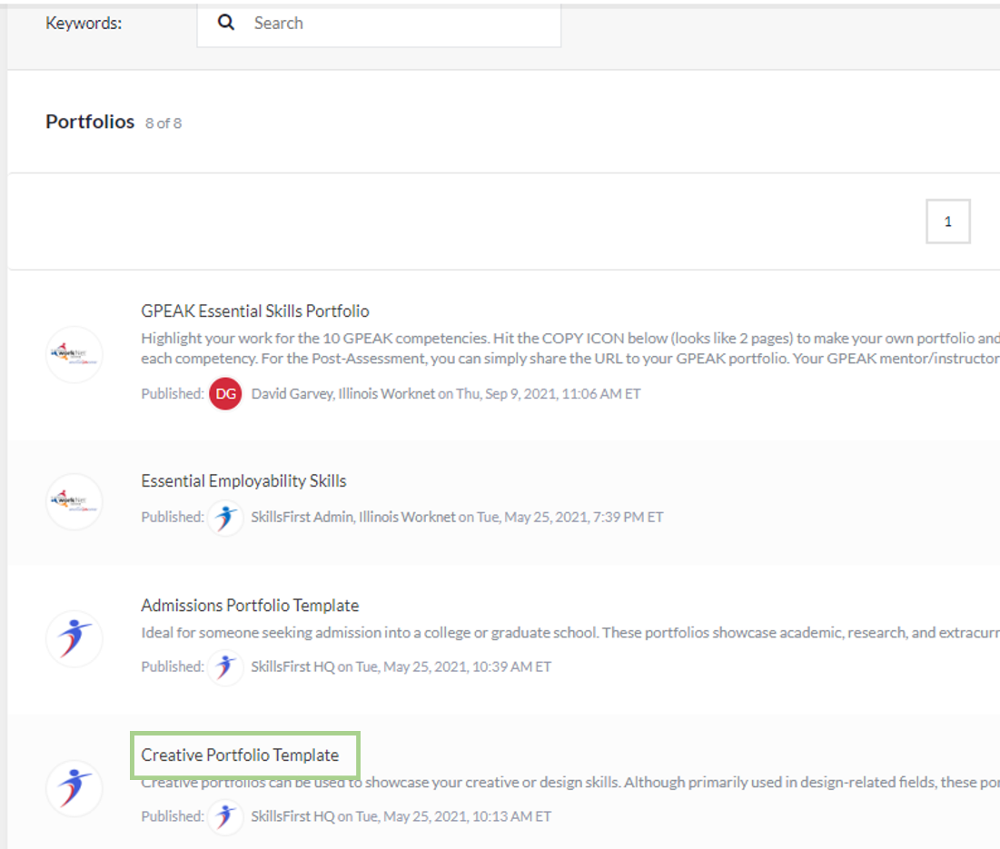 Keywords:
Search
Portfolios 8 of 8
1
GPEAK Essential Skills Portfolio
Highlight your work for the 10 GPEAK competencies. Hit the COPY ICON below (looks like 2 pages) to make your own portfolio and
each competency. For the Post-Assessment, you can simply share the URL to your GPEAK portfolio. Your GPEAK mentor/instructor
Published: DG David Garvey, Illinois Worknet on Thu, Sep 9, 2021, 11:06 AM ET
Essential Employability Skills
Published: SkillsFirst Admin, Illinois Worknet on Tue, May 25, 2021, 7:39 PM ET
Admissions Portfolio Template
Ideal for someone seeking admission into a college or graduate school. These portfolios showcase academic, research, and extracurr
Published: SkillsFirst HQ on Tue, May 25, 2021, 10:39 AM ET
Creative Portfolio Template
Creative portfolios can be used to showcase your creative or design skills. Although primarily used in design-related fields, these por
Published: SkillsFirst HQ on Tue, May 25, 2021, 10:13 AM ET